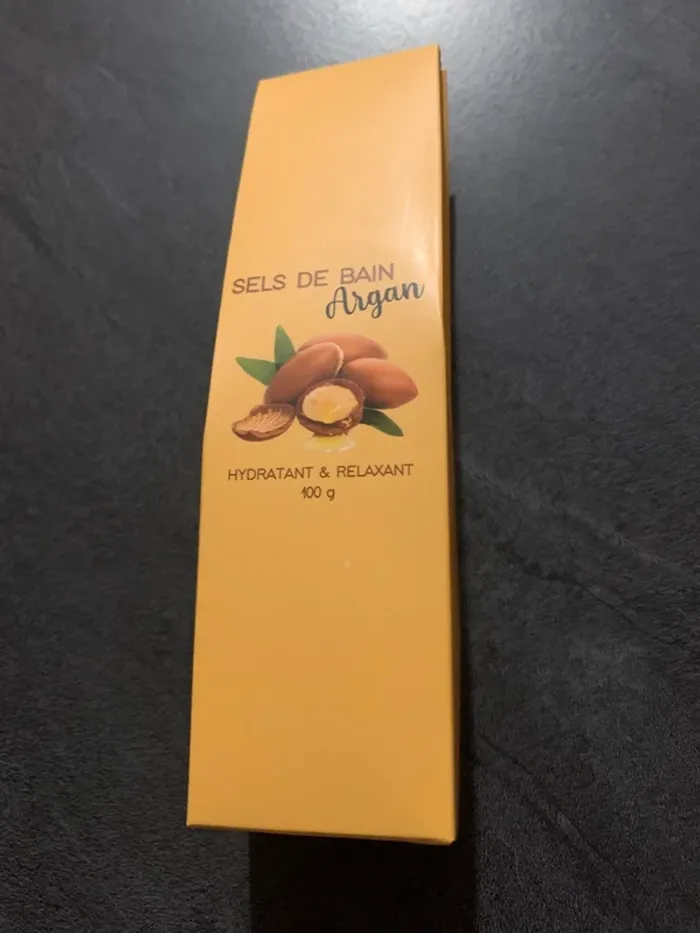 SELS DE BAIN
Argan
HYDRATANT & RELAXANT
100 g